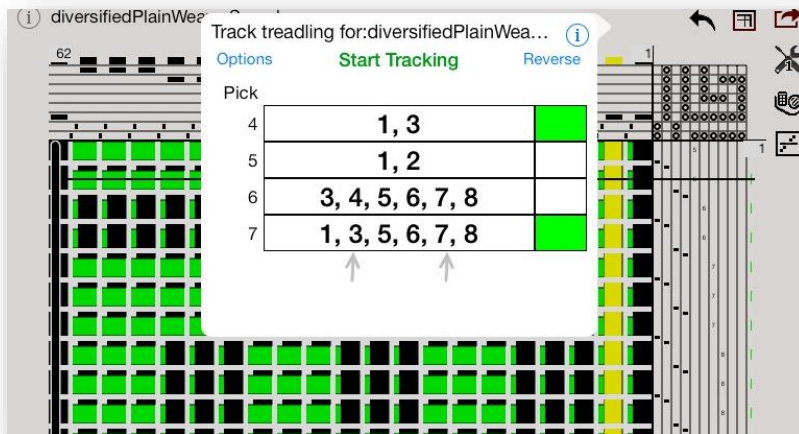 diversifiedPlainWea
Track treadling for:diversifiedPlainWea...
Options Start Tracking Reverse
62
1
Pick
4 1, 3
5 1, 2
6 3, 4, 5, 6, 7, 8
7 1, 3, 5, 6, 7, 8
1